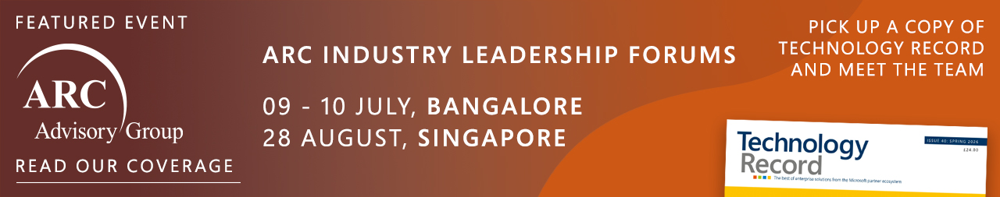 FEATURED EVENT
ARC
Advisory Group
READ OUR COVERAGE
ARC INDUSTRY LEADERSHIP FORUMS
09 - 10 JULY, BANGALORE
28 AUGUST, SINGAPORE
PICK UP A COPY OF
TECHNOLOGY RECORD
AND MEET THE TEAM
Technology
Record
ISSUE 40: SPRING 2026
£24.00
The best of enterprise solutions from the Microsoft partner ecosystem